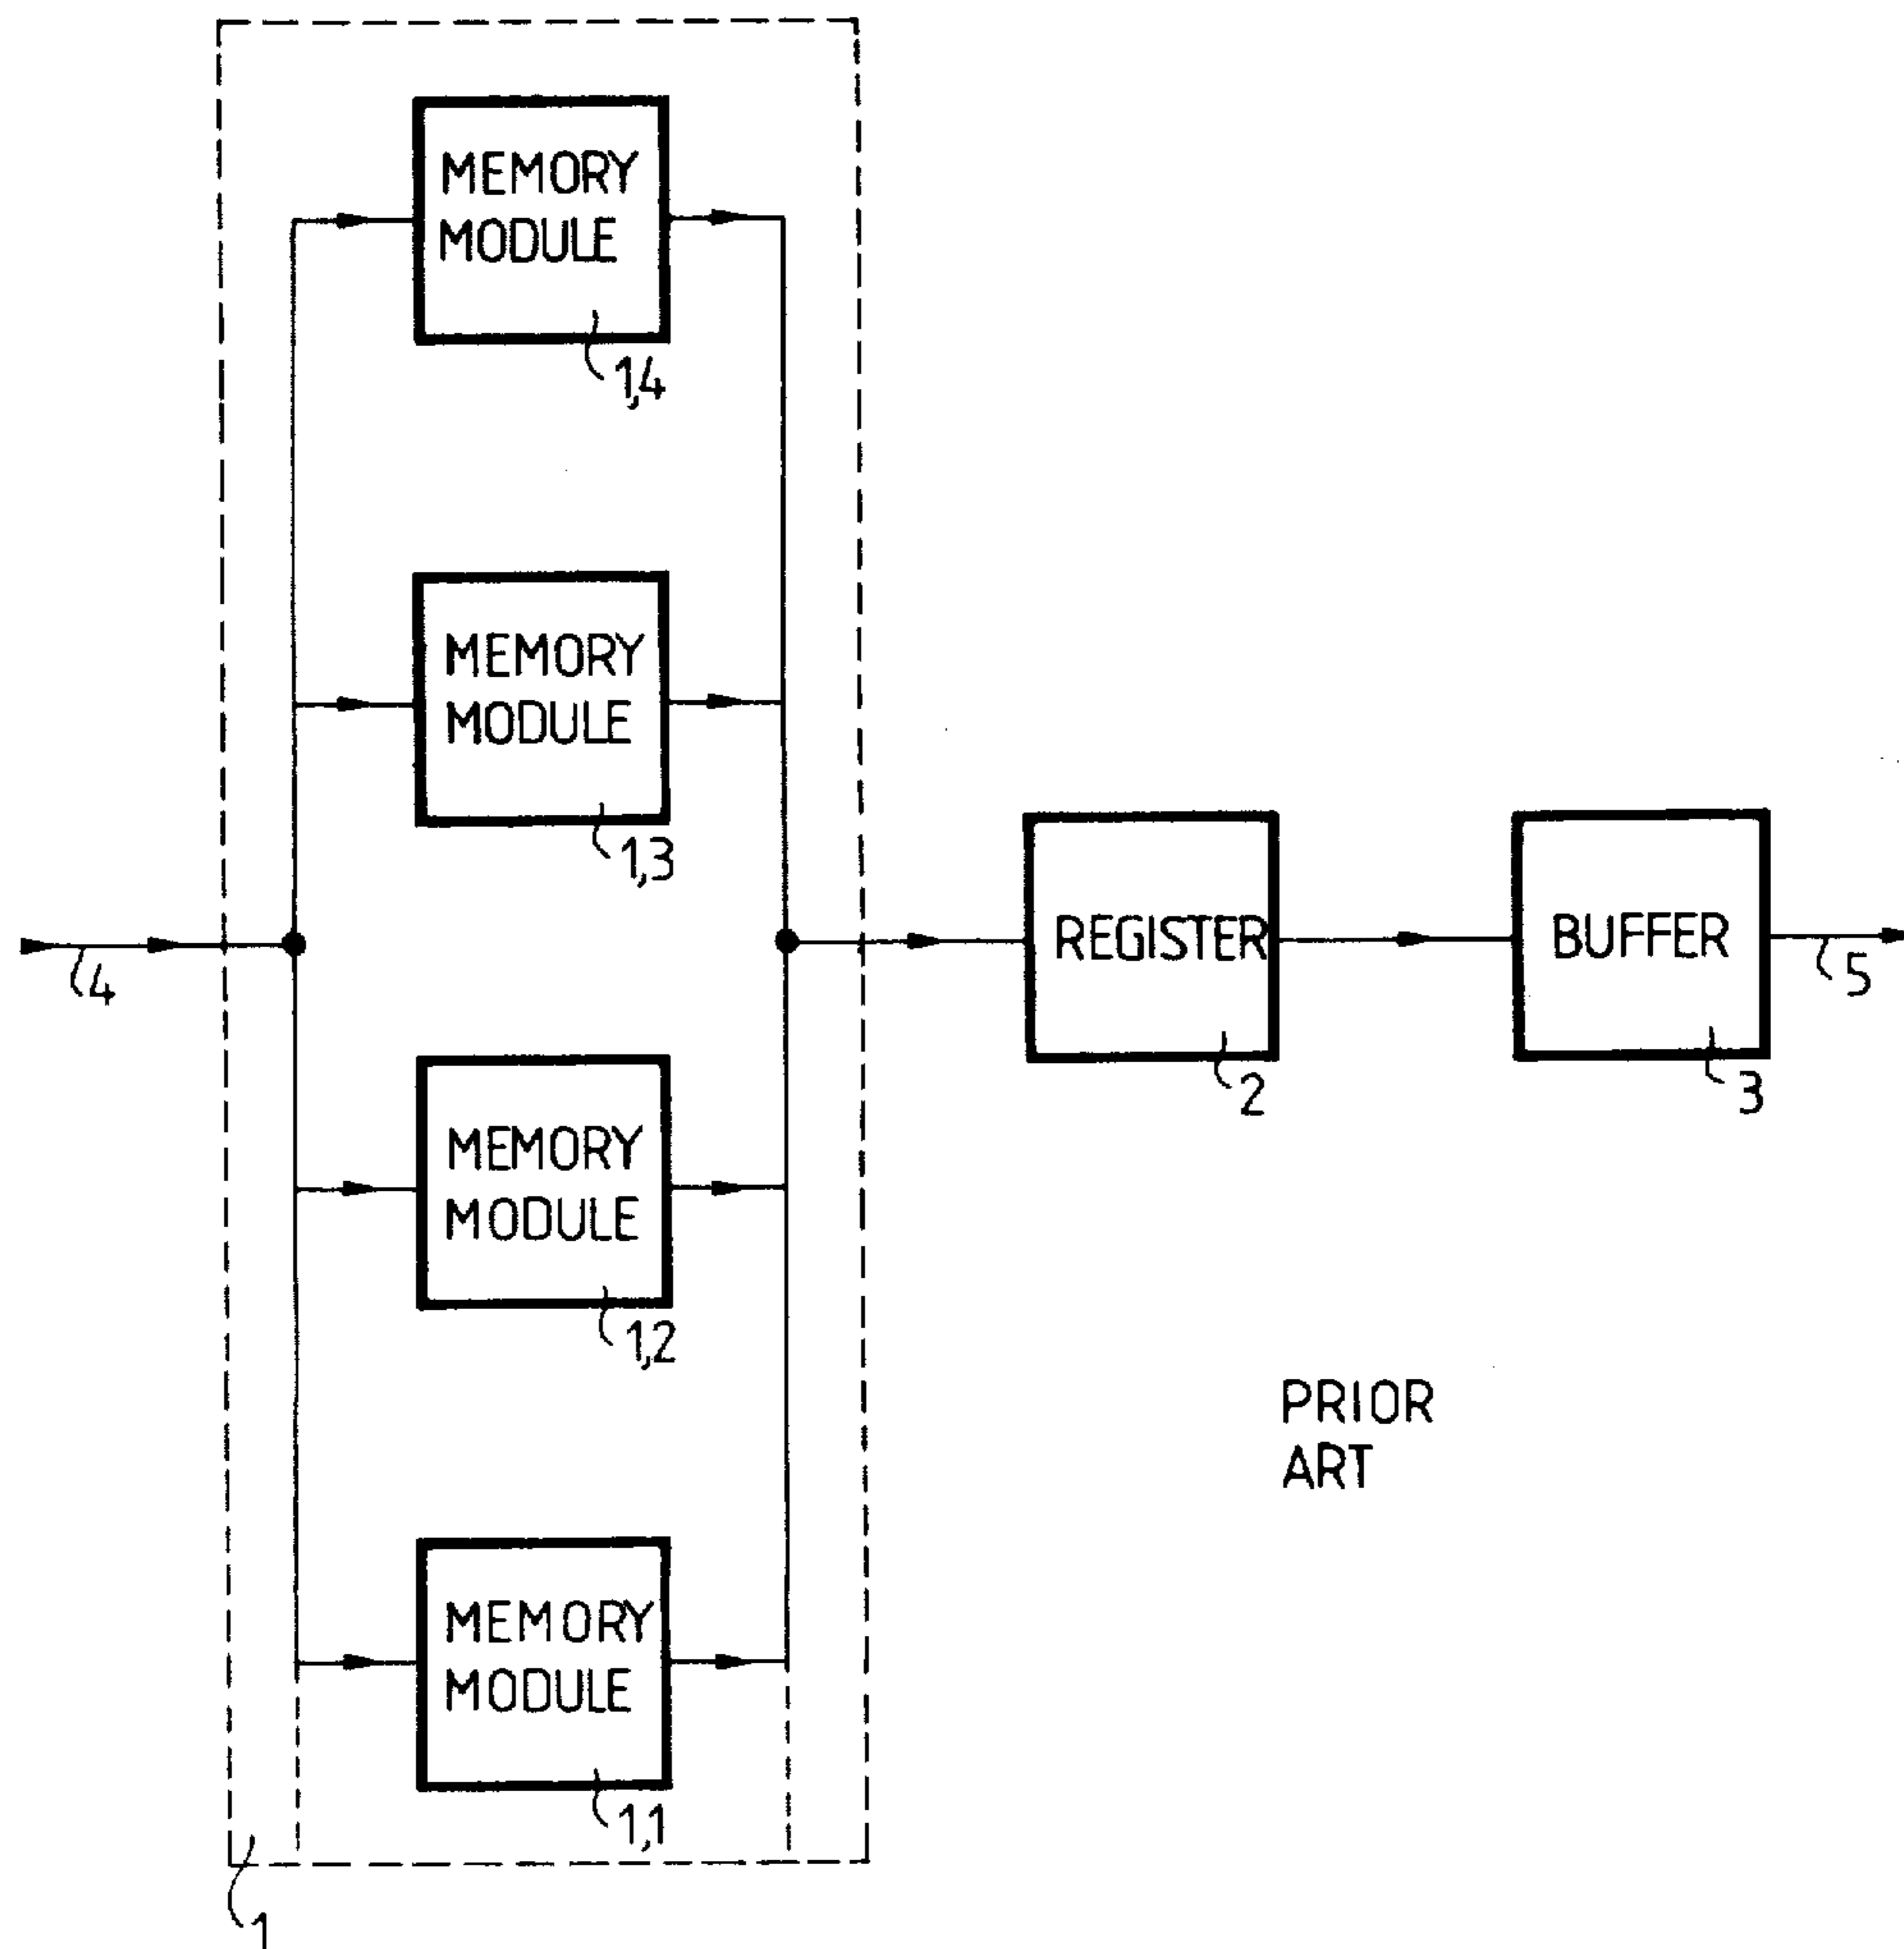 MEMORY
MODULE
1,4
MEMORY
MODULE
1,3
4
REGISTER
2
BUFFER
3
5
MEMORY
MODULE
1,2
PRIOR
ART
MEMORY
MODULE
1,1
1